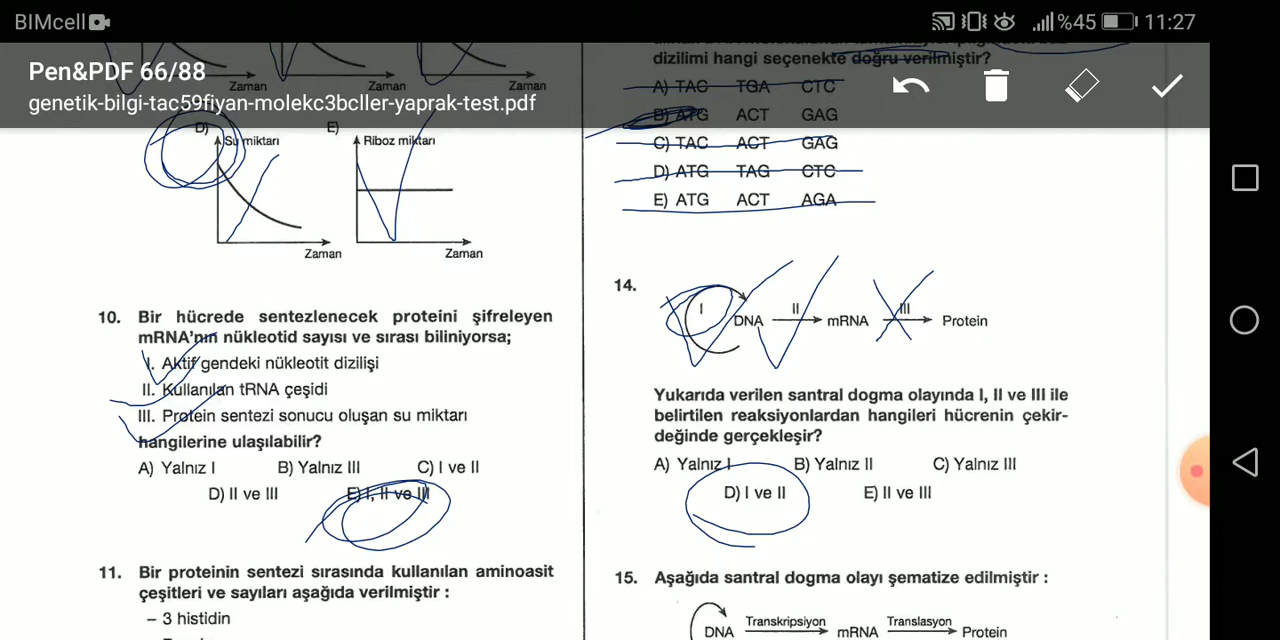 BIMcell %45 11:27
Pen&PDF 66/88
genetik-bilgi-tac59fiyan-molekc3bcller-yaprak-test.pdf
Zaman Zaman Zaman
D) Su miktarı
Zaman
E) Riboz miktarı
Zaman
10. Bir hücrede sentezlenecek proteini şifreleyen
mRNA'nın nükleotid sayısı ve sırası biliniyorsa;
I. Aktif gendeki nükleotit dizilişi
II. Kullanılan tRNA çeşidi
III. Protein sentezi sonucu oluşan su miktarı
hangilerine ulaşılabilir?
A) Yalnız I B) Yalnız III C) I ve II
D) II ve III E) I, II ve III
11. Bir proteinin sentezi sırasında kullanılan aminoasit
çeşitleri ve sayıları aşağıda verilmiştir :
– 3 histidin
dizilimi hangi seçenekte doğru verilmiştir?
A) TAC TGA CTC
B) ATG ACT GAG
C) TAC ACT GAG
D) ATG TAG CTC
E) ATG ACT AGA
14.
I DNA II mRNA III Protein
Yukarıda verilen santral dogma olayında I, II ve III ile
belirtilen reaksiyonlardan hangileri hücrenin çekir-
değinde gerçekleşir?
A) Yalnız I B) Yalnız II C) Yalnız III
D) I ve II E) II ve III
15. Aşağıda santral dogma olayı şematize edilmiştir :
DNA Transkripsiyon mRNA Translasyon Protein